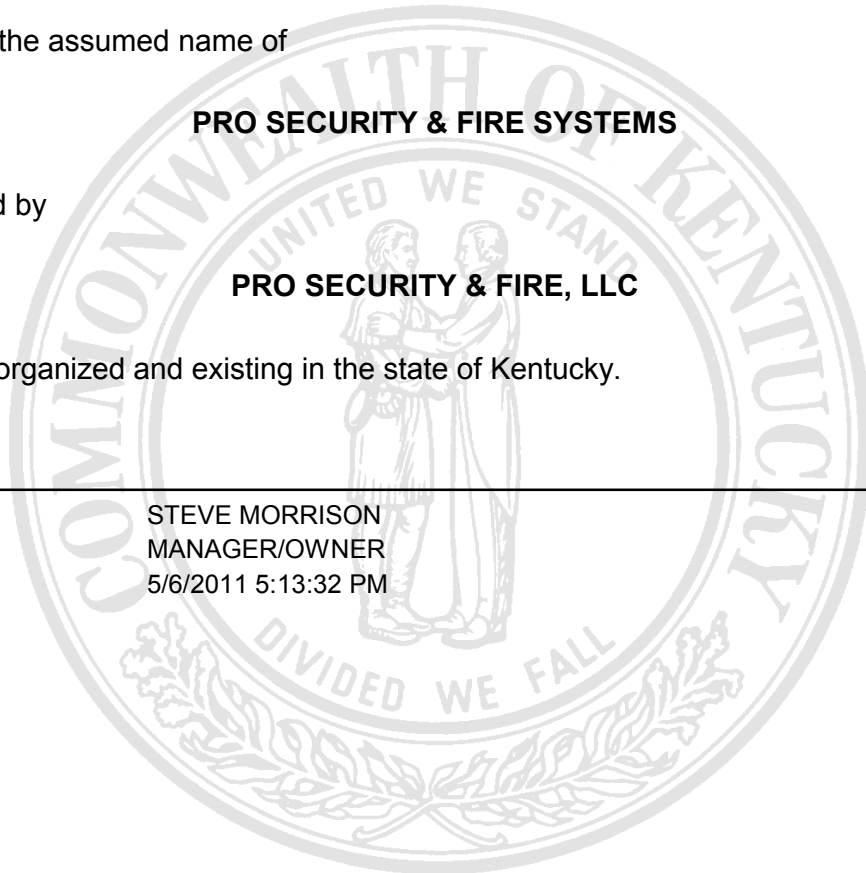 the assumed name of
PRO SECURITY & FIRE SYSTEMS
d by
PRO SECURITY & FIRE, LLC
organized and existing in the state of Kentucky.
STEVE MORRISON
MANAGER/OWNER
5/6/2011 5:13:32 PM
COMMONWEALTH OF KENTUCKY
UNITED WE STAND
DIVIDED WE FALL